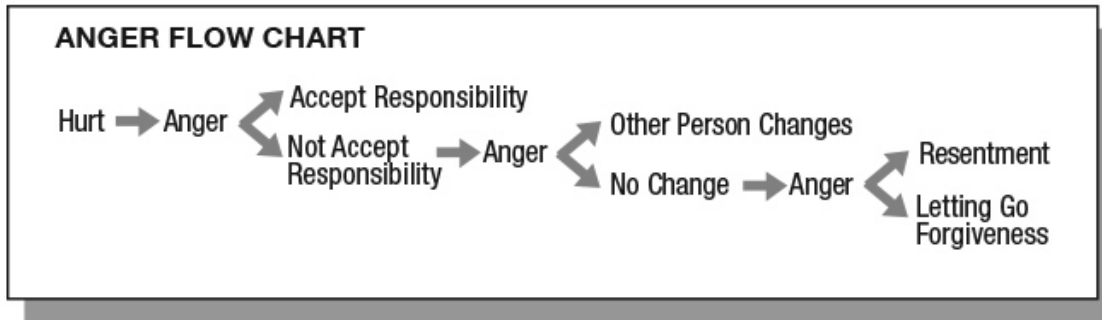 ANGER FLOW CHART
Hurt
Anger
Accept Responsibility
Not Accept
Responsibility
Anger
Other Person Changes
No Change
Anger
Resentment
Letting Go
Forgiveness